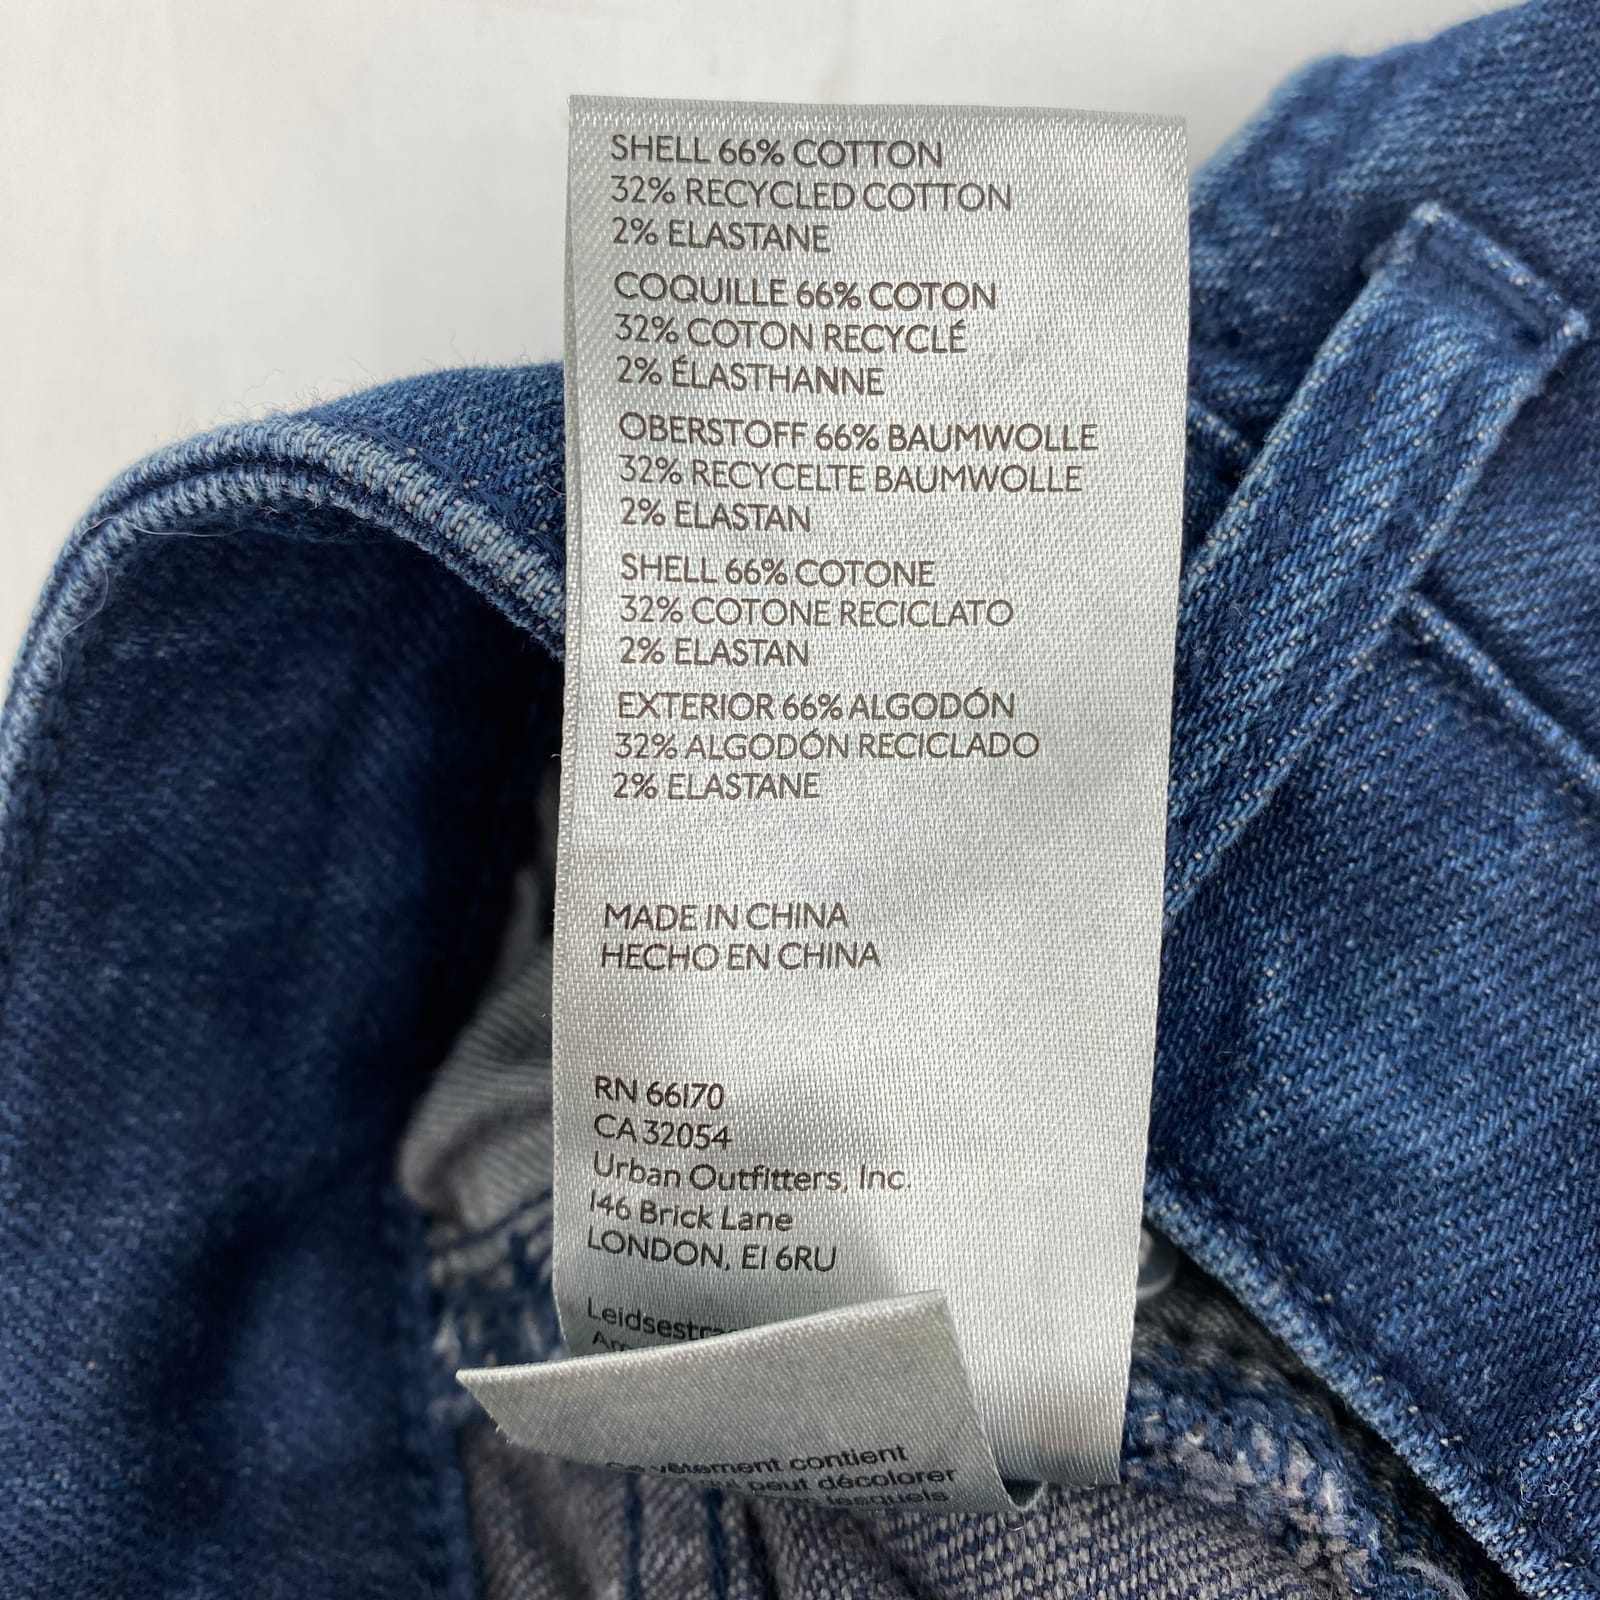 SHELL 66% COTTON
32% RECYCLED COTTON
2% ELASTANE
COQUILLE 66% COTON
32% COTON RECYCLÉ
2% ÉLASTHANNE
OBERSTOFF 66% BAUMWOLLE
32% RECYCELTE BAUMWOLLE
2% ELASTAN
SHELL 66% COTONE
32% COTONE RECICLATO
2% ELASTAN
EXTERIOR 66% ALGODÓN
32% ALGODÓN RECICLADO
2% ELASTANE
MADE IN CHINA
HECHO EN CHINA
RN 66170
CA 32054
Urban Outfitters, Inc.
146 Brick Lane
LONDON, E1 6RU
vêtement contient
peut décolorer
lesquels